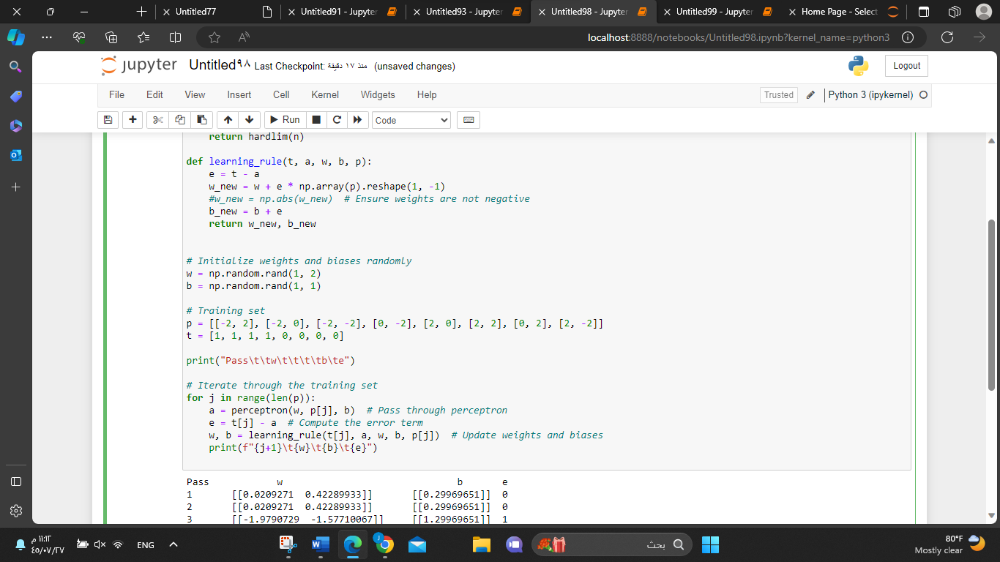 Untitled77
Untitled91 - Jupyter
Untitled93 - Jupyter
Untitled98 - Jupyter
Untitled99 - Jupyter
Home Page - Select
localhost:8888/notebooks/Untitled98.ipynb?kernel_name=python3
jupyter Untitled٩٨ Last Checkpoint: منذ ١٧ دقيقة (unsaved changes)
Logout
File Edit View Insert Cell Kernel Widgets Help
Trusted Python 3 (ipykernel)
Run Code
    return hardlim(n)
def learning_rule(t, a, w, b, p):
    e = t - a
    w_new = w + e * np.array(p).reshape(1, -1)
    #w_new = np.abs(w_new)  # Ensure weights are not negative
    b_new = b + e
    return w_new, b_new
# Initialize weights and biases randomly
w = np.random.rand(1, 2)
b = np.random.rand(1, 1)
# Training set
p = [[-2, 2], [-2, 0], [-2, -2], [0, -2], [2, 0], [2, 2], [0, 2], [2, -2]]
t = [1, 1, 1, 1, 0, 0, 0, 0]
print("Pass\t\tw\t\t\t\tb\te")
# Iterate through the training set
for j in range(len(p)):
    a = perceptron(w, p[j], b)  # Pass through perceptron
    e = t[j] - a  # Compute the error term
    w, b = learning_rule(t[j], a, w, b, p[j])  # Update weights and biases
    print(f"{j+1}\t{w}\t{b}\t{e}")
Pass w b e
1 [[0.0209271  0.42289933]] [[0.29969651]] 0
2 [[0.0209271  0.42289933]] [[0.29969651]] 0
3 [[-1.9790729  -1.57710067]] [[1.29969651]] 1
١١:١٣ م
٤٥/٠٧/٢٧
ENG
بحث
80°F
Mostly clear